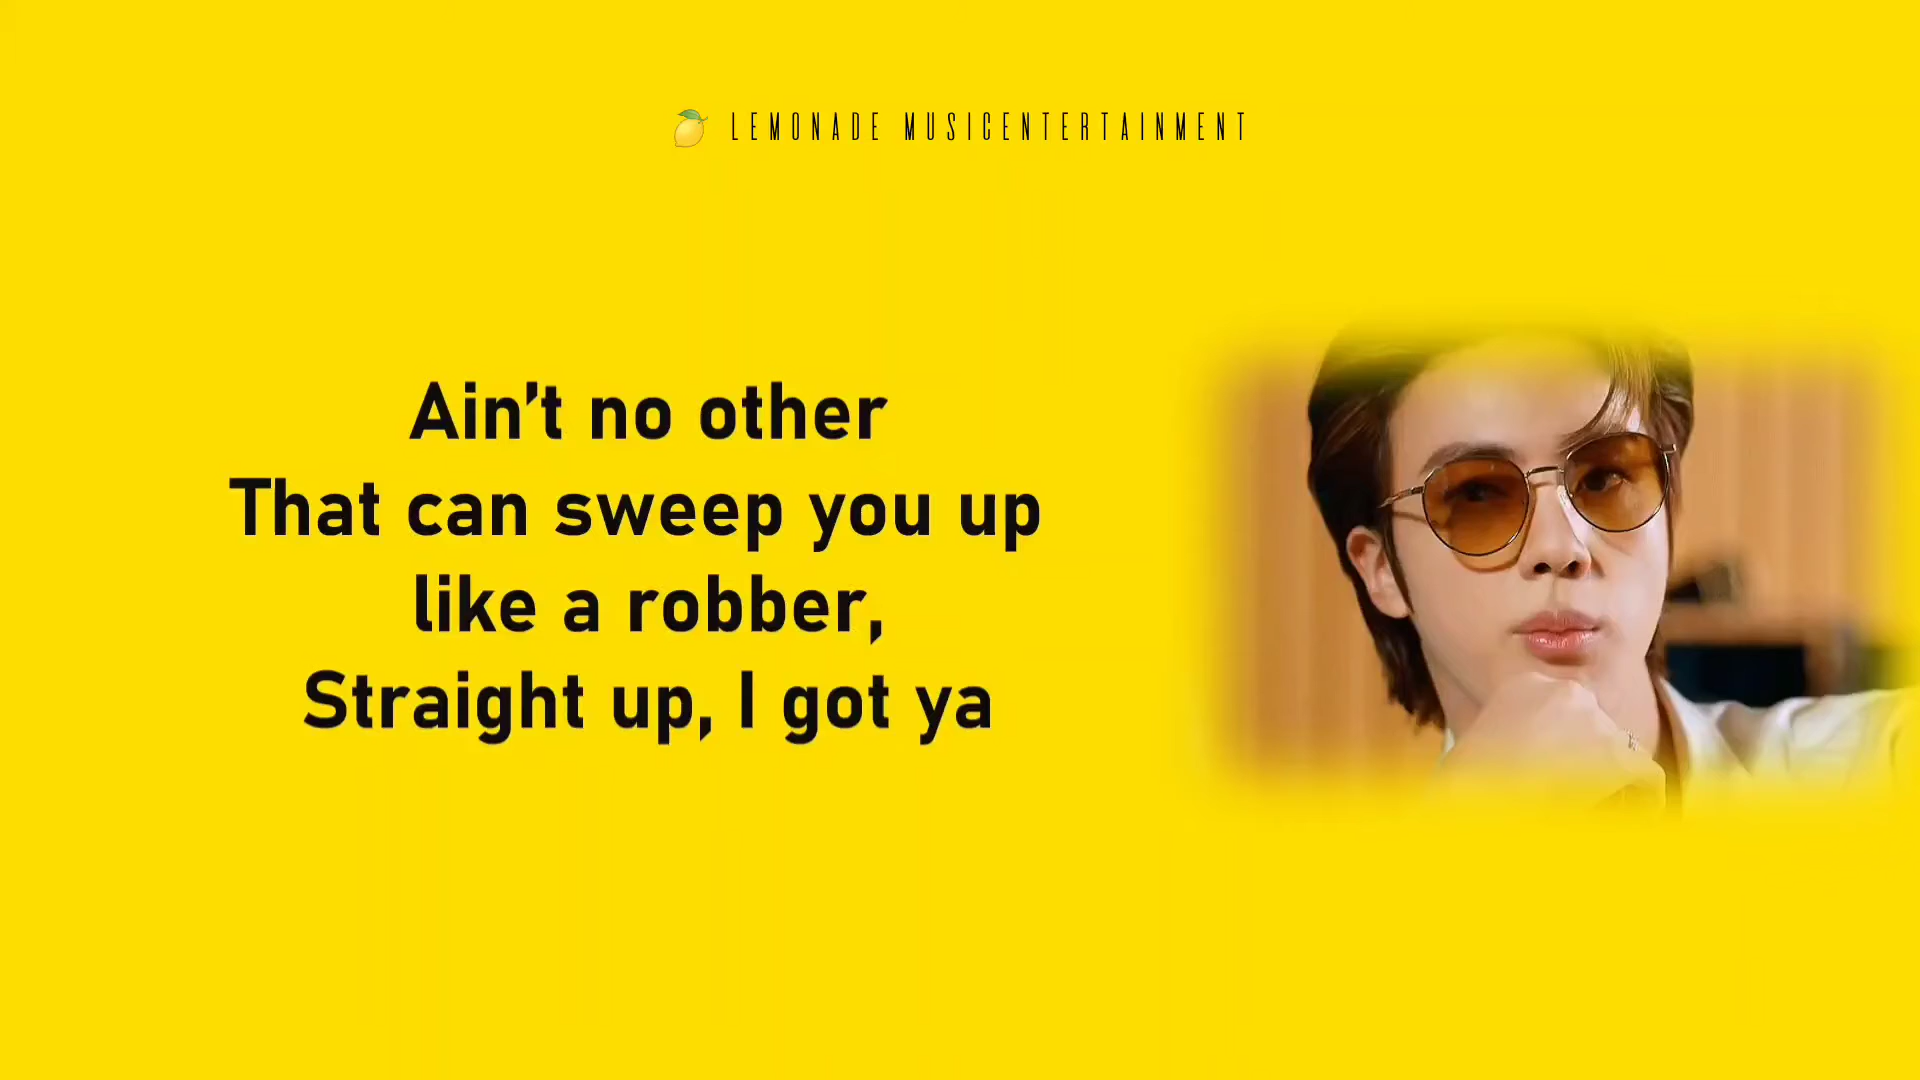 LEMONADE MUSICENTERTAINMENT
Ain't no other
That can sweep you up
like a robber,
Straight up, I got ya